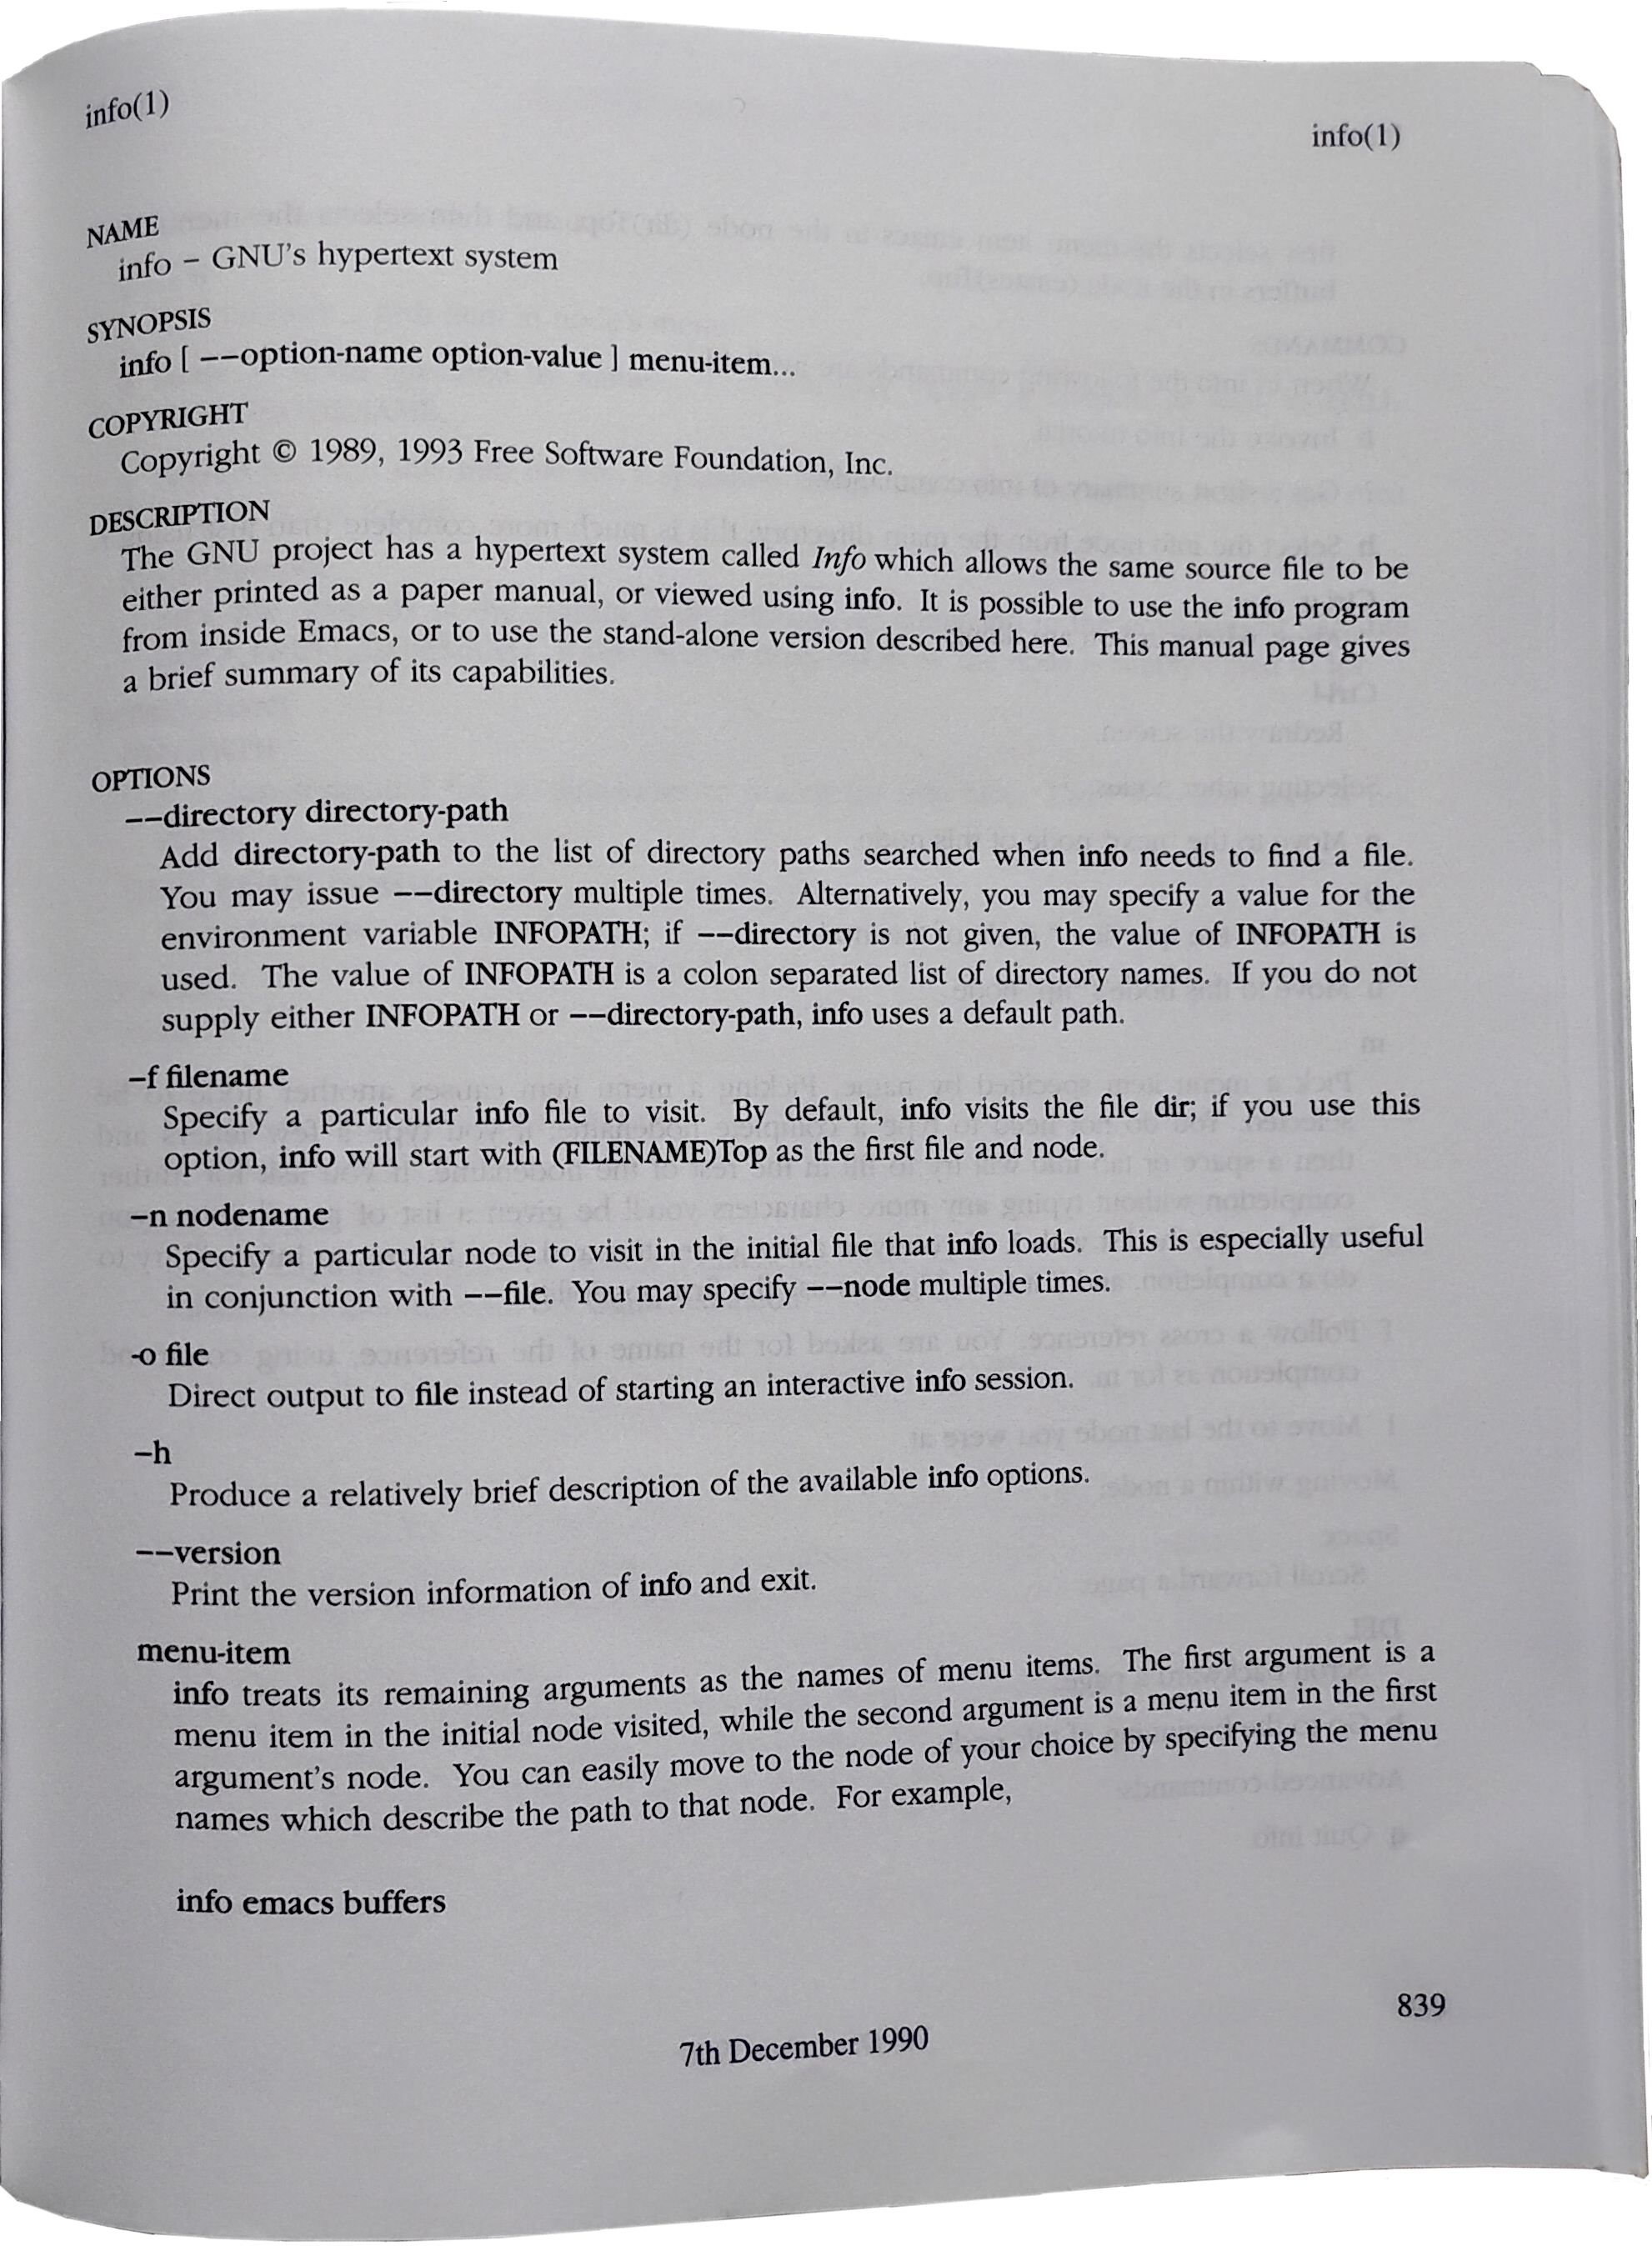 info(1)
info(1)
NAME
info – GNU's hypertext system
SYNOPSIS
info [ ––option-name option-value ] menu-item...
COPYRIGHT
Copyright © 1989, 1993 Free Software Foundation, Inc.
DESCRIPTION
The GNU project has a hypertext system called Info which allows the same source file to be
either printed as a paper manual, or viewed using info. It is possible to use the info program
from inside Emacs, or to use the stand-alone version described here. This manual page gives
a brief summary of its capabilities.
OPTIONS
––directory directory-path
Add directory-path to the list of directory paths searched when info needs to find a file.
You may issue ––directory multiple times. Alternatively, you may specify a value for the
environment variable INFOPATH; if ––directory is not given, the value of INFOPATH is
used. The value of INFOPATH is a colon separated list of directory names. If you do not
supply either INFOPATH or ––directory-path, info uses a default path.
–f filename
Specify a particular info file to visit. By default, info visits the file dir; if you use this
option, info will start with (FILENAME)Top as the first file and node.
–n nodename
Specify a particular node to visit in the initial file that info loads. This is especially useful
in conjunction with ––file. You may specify ––node multiple times.
-o file
Direct output to file instead of starting an interactive info session.
–h
Produce a relatively brief description of the available info options.
––version
Print the version information of info and exit.
menu-item
info treats its remaining arguments as the names of menu items. The first argument is a
menu item in the initial node visited, while the second argument is a menu item in the first
argument's node. You can easily move to the node of your choice by specifying the menu
names which describe the path to that node. For example,
info emacs buffers
839
7th December 1990